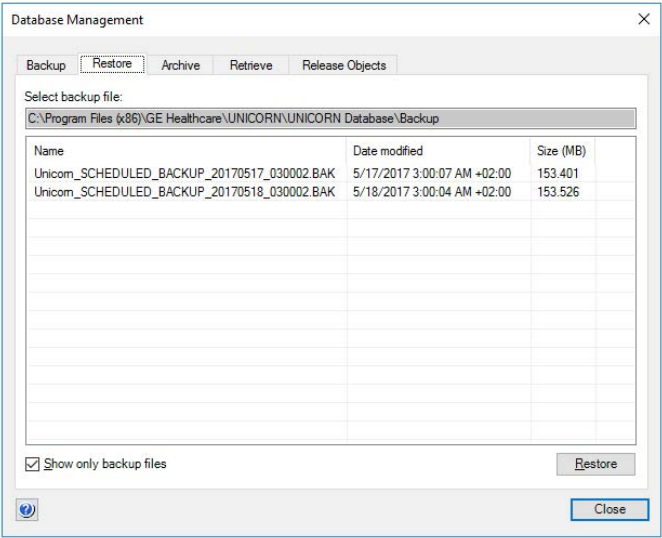 Database Management
Backup Restore Archive Retrieve Release Objects
Select backup file:
C:\Program Files (x86)\GE Healthcare\UNICORN\UNICORN Database\Backup
Name Date modified Size (MB)
Unicorn_SCHEDULED_BACKUP_20170517_030002.BAK 5/17/2017 3:00:07 AM +02:00 153.401
Unicorn_SCHEDULED_BACKUP_20170518_030002.BAK 5/18/2017 3:00:04 AM +02:00 153.526
Show only backup files Restore
? Close